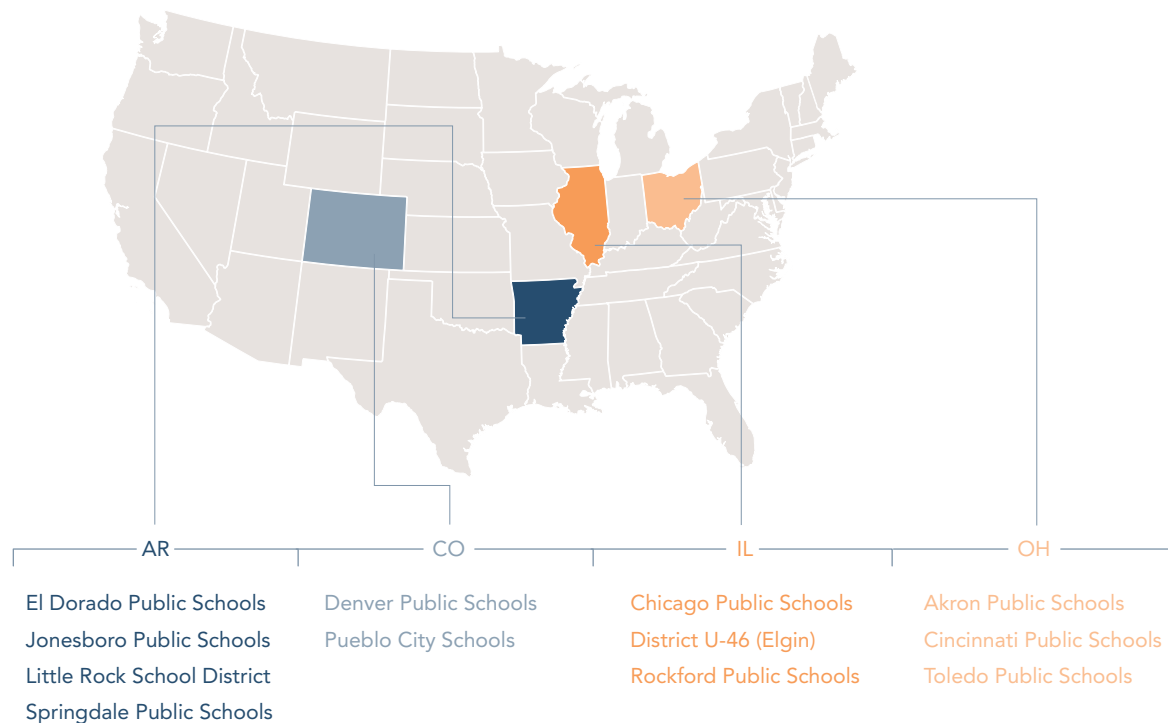 AR
El Dorado Public Schools
Jonesboro Public Schools
Little Rock School District
Springdale Public Schools
CO
Denver Public Schools
Pueblo City Schools
IL
Chicago Public Schools
District U-46 (Elgin)
Rockford Public Schools
OH
Akron Public Schools
Cincinnati Public Schools
Toledo Public Schools